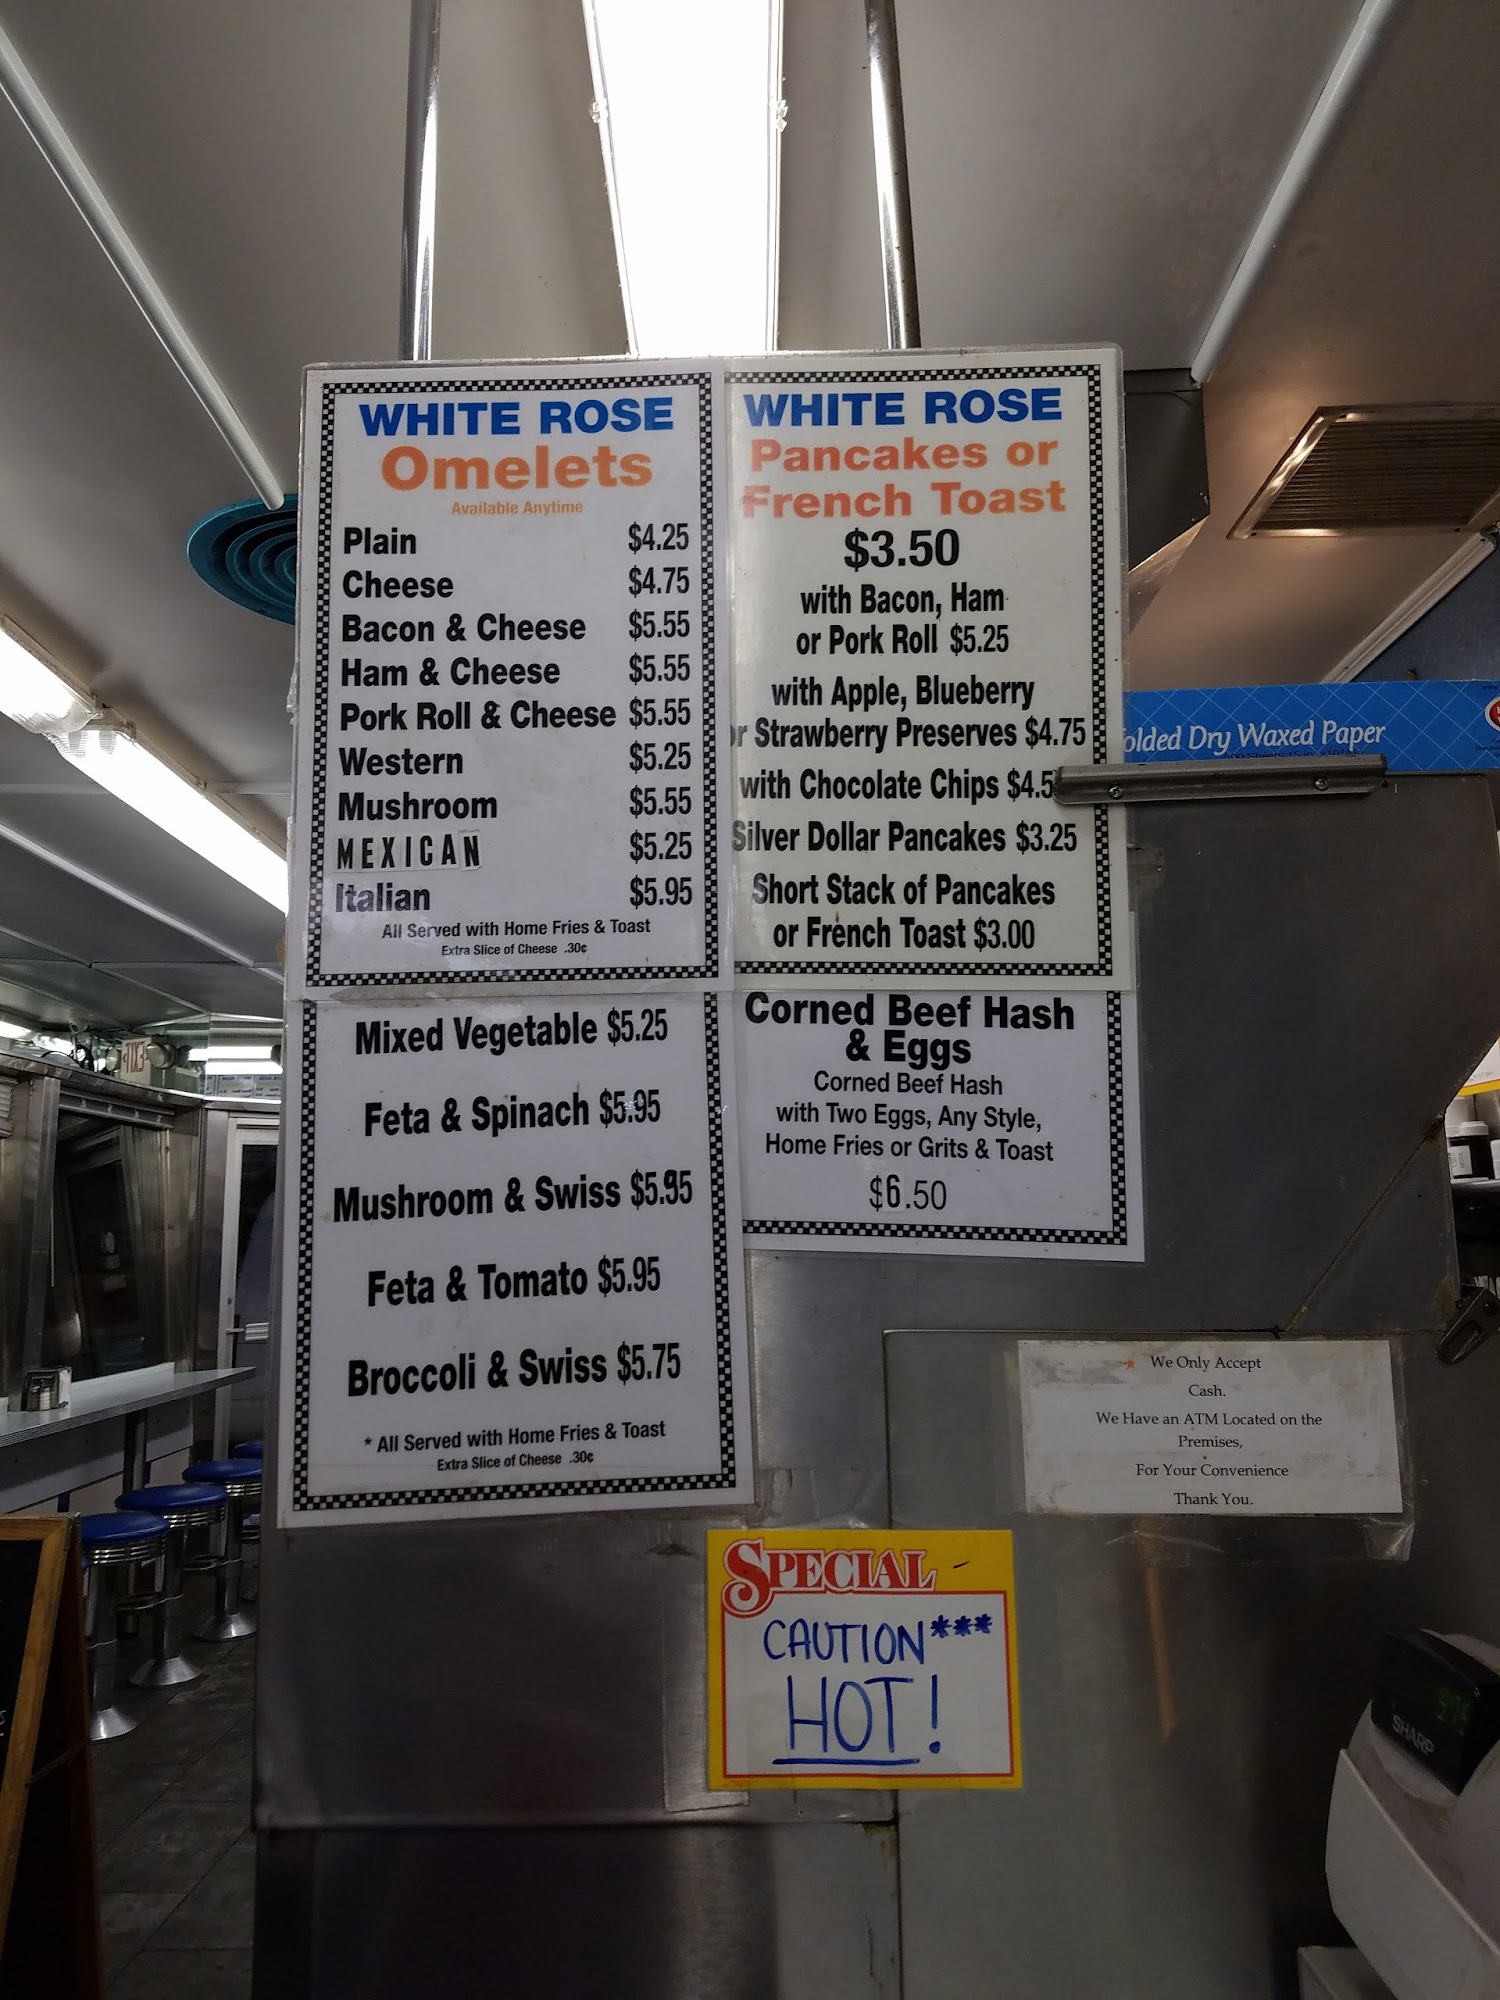 WHITE ROSE
Omelets
Available Anytime
Plain $4.25
Cheese $4.75
Bacon & Cheese $5.55
Ham & Cheese $5.55
Pork Roll & Cheese $5.55
Western $5.25
Mushroom $5.55
MEXICAN $5.25
Italian $5.95
All Served with Home Fries & Toast
Extra Slice of Cheese .30¢
Mixed Vegetable $5.25
Feta & Spinach $5.95
Mushroom & Swiss $5.95
Feta & Tomato $5.95
Broccoli & Swiss $5.75
* All Served with Home Fries & Toast
Extra Slice of Cheese .30¢
WHITE ROSE
Pancakes or
French Toast
$3.50
with Bacon, Ham
or Pork Roll $5.25
with Apple, Blueberry
r Strawberry Preserves $4.75
with Chocolate Chips $4.5
Silver Dollar Pancakes $3.25
Short Stack of Pancakes
or French Toast $3.00
Corned Beef Hash
& Eggs
Corned Beef Hash
with Two Eggs, Any Style,
Home Fries or Grits & Toast
$6.50
olded Dry Waxed Paper
EXIT
We Only Accept
Cash.
We Have an ATM Located on the
Premises,
For Your Convenience
Thank You.
SPECIAL
CAUTION***
HOT!
SHARP